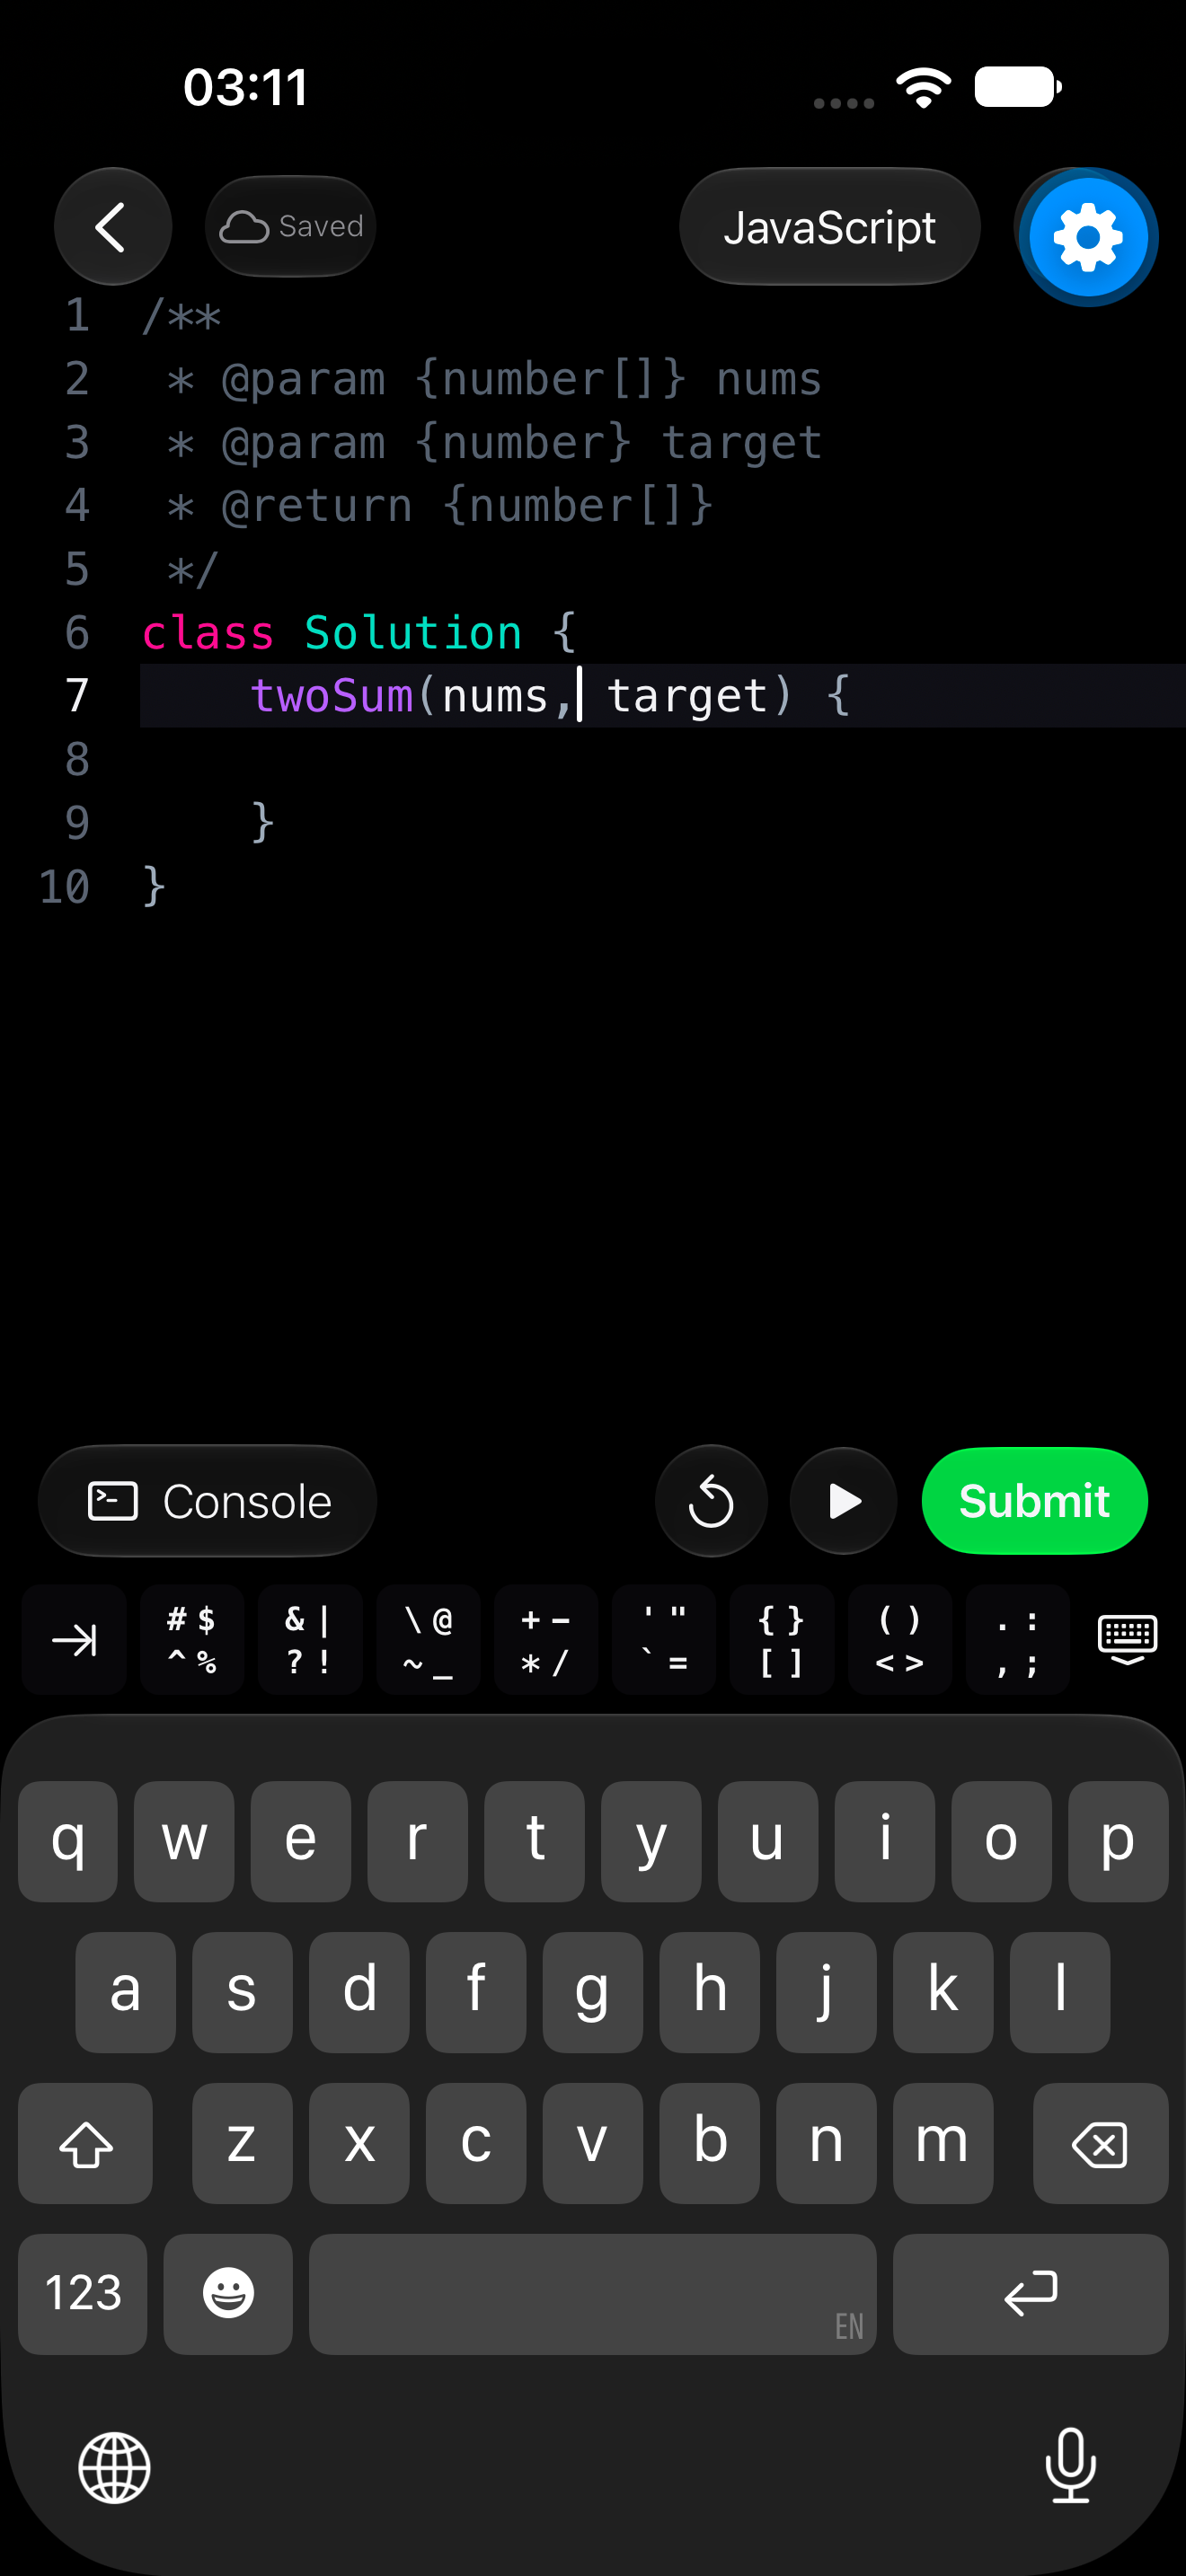 03:11
Saved
JavaScript
1 /**
2  * @param {number[]} nums
3  * @param {number} target
4  * @return {number[]}
5  */
6 class Solution {
7     twoSum(nums, target) {
8
9     }
10 }
Console
Submit
# $ & | \ @ + - ' " { } ( ) . :
^ % ? ! ~ _ * / ` = [ ] < > , ;
q w e r t y u i o p
a s d f g h j k l
z x c v b n m
123
EN